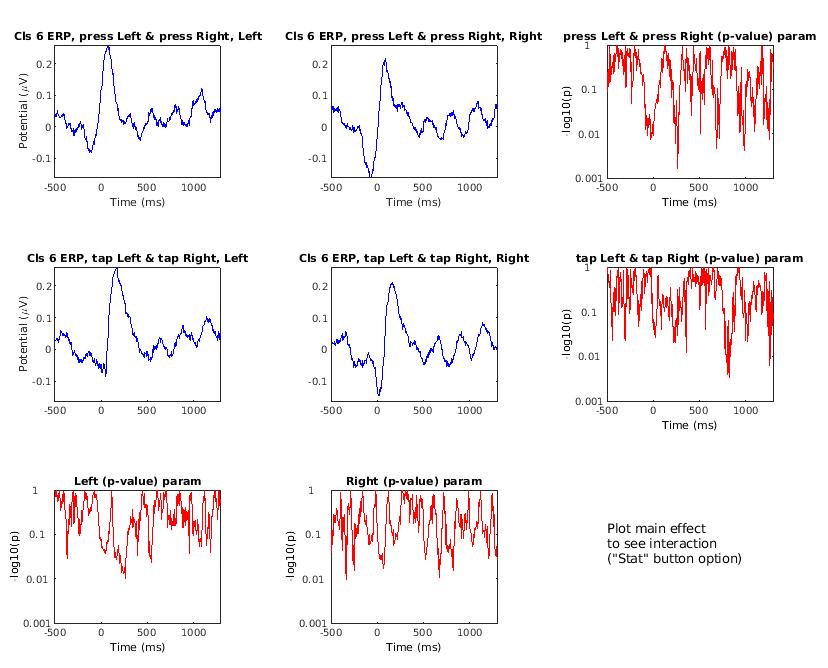 Cls 6 ERP, press Left & press Right, Left
Cls 6 ERP, press Left & press Right, Right
press Left & press Right (p-value) param
Potential (μV)
0.2
0.1
0
-0.1
-500 0 500 1000
Time (ms)
0.2
0.1
0
-0.1
-500 0 500 1000
Time (ms)
-log10(p)
1
0.1
0.01
0.001
-500 0 500 1000
Time (ms)
Cls 6 ERP, tap Left & tap Right, Left
Cls 6 ERP, tap Left & tap Right, Right
tap Left & tap Right (p-value) param
Potential (μV)
0.2
0.1
0
-0.1
-500 0 500 1000
Time (ms)
0.2
0.1
0
-0.1
-500 0 500 1000
Time (ms)
-log10(p)
1
0.1
0.01
0.001
-500 0 500 1000
Time (ms)
Left (p-value) param
Right (p-value) param
-log10(p)
1
0.1
0.01
0.001
-500 0 500 1000
Time (ms)
-log10(p)
1
0.1
0.01
0.001
-500 0 500 1000
Time (ms)
Plot main effect
to see interaction
("Stat" button option)